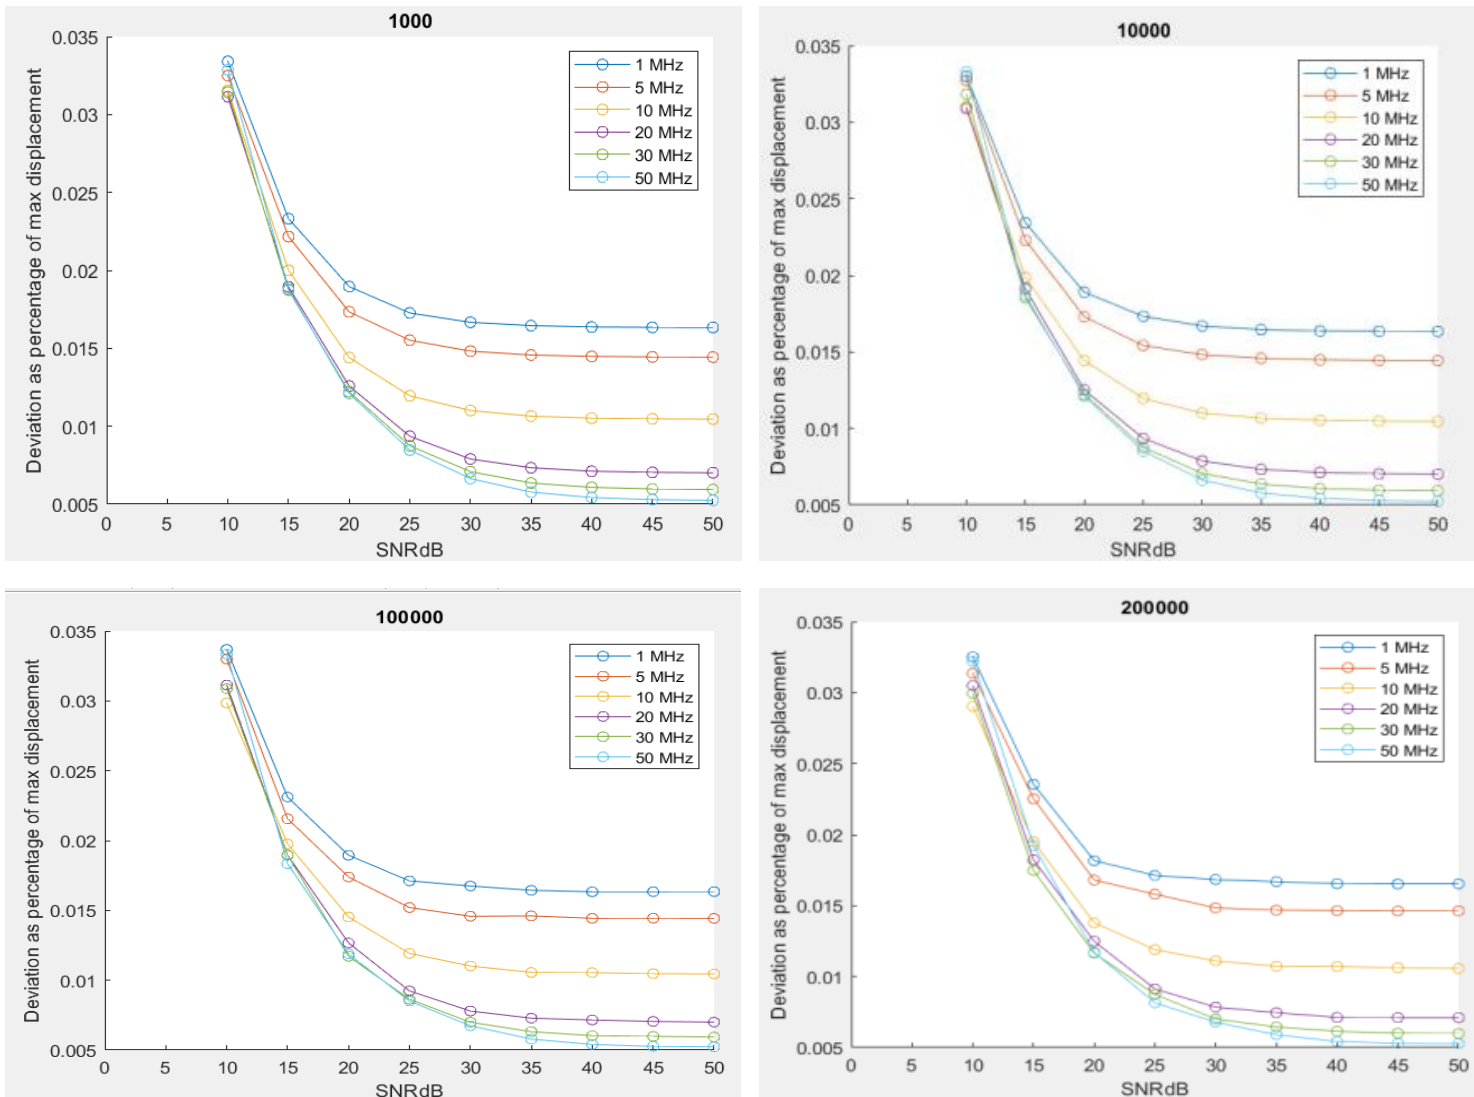 1000
0.035
0.03
0.025
0.02
0.015
0.01
0.005
0 5 10 15 20 25 30 35 40 45 50
SNRdB
Deviation as percentage of max displacement
1 MHz
5 MHz
10 MHz
20 MHz
30 MHz
50 MHz
10000
0.035
0.03
0.025
0.02
0.015
0.01
0.005
0 5 10 15 20 25 30 35 40 45 50
SNRdB
Deviation as percentage of max displacement
1 MHz
5 MHz
10 MHz
20 MHz
30 MHz
50 MHz
100000
0.035
0.03
0.025
0.02
0.015
0.01
0.005
0 5 10 15 20 25 30 35 40 45 50
SNRdB
Deviation as percentage of max displacement
1 MHz
5 MHz
10 MHz
20 MHz
30 MHz
50 MHz
200000
0.035
0.03
0.025
0.02
0.015
0.01
0.005
0 5 10 15 20 25 30 35 40 45 50
SNRdB
Deviation as percentage of max displacement
1 MHz
5 MHz
10 MHz
20 MHz
30 MHz
50 MHz